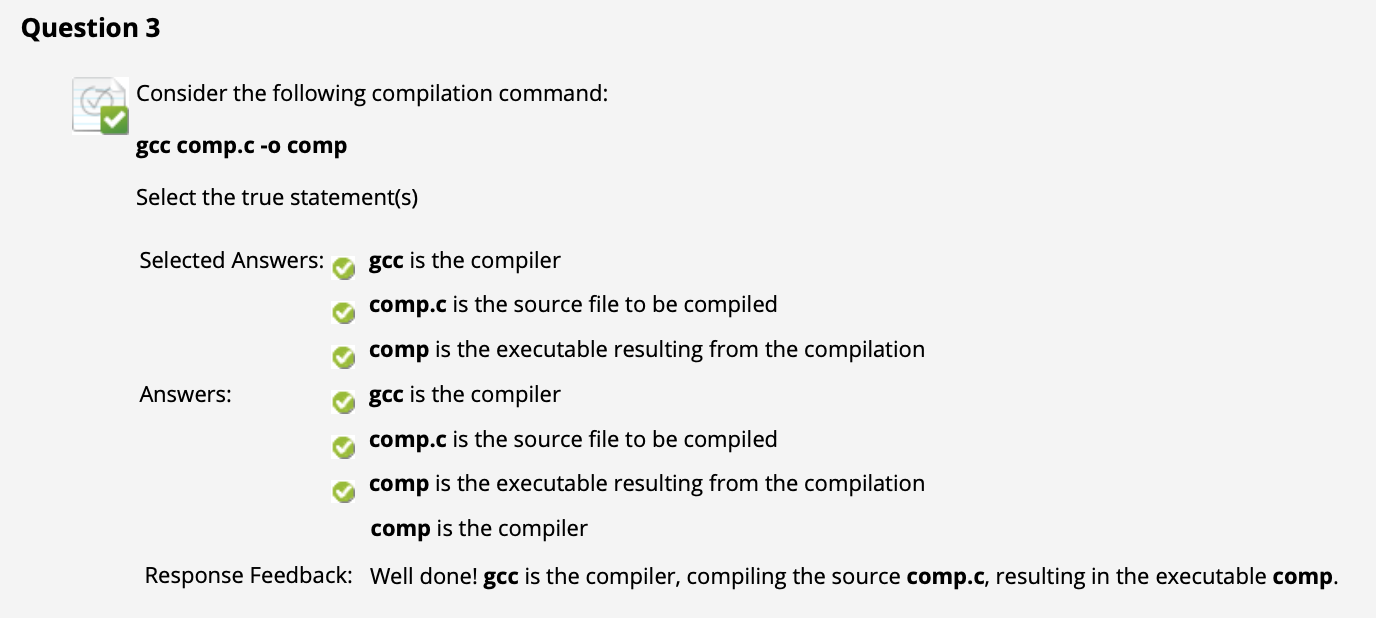 Question 3
Consider the following compilation command:
gcc comp.c -o comp
Select the true statement(s)
Selected Answers: gcc is the compiler
comp.c is the source file to be compiled
comp is the executable resulting from the compilation
Answers: gcc is the compiler
comp.c is the source file to be compiled
comp is the executable resulting from the compilation
comp is the compiler
Response Feedback: Well done! gcc is the compiler, compiling the source comp.c, resulting in the executable comp.